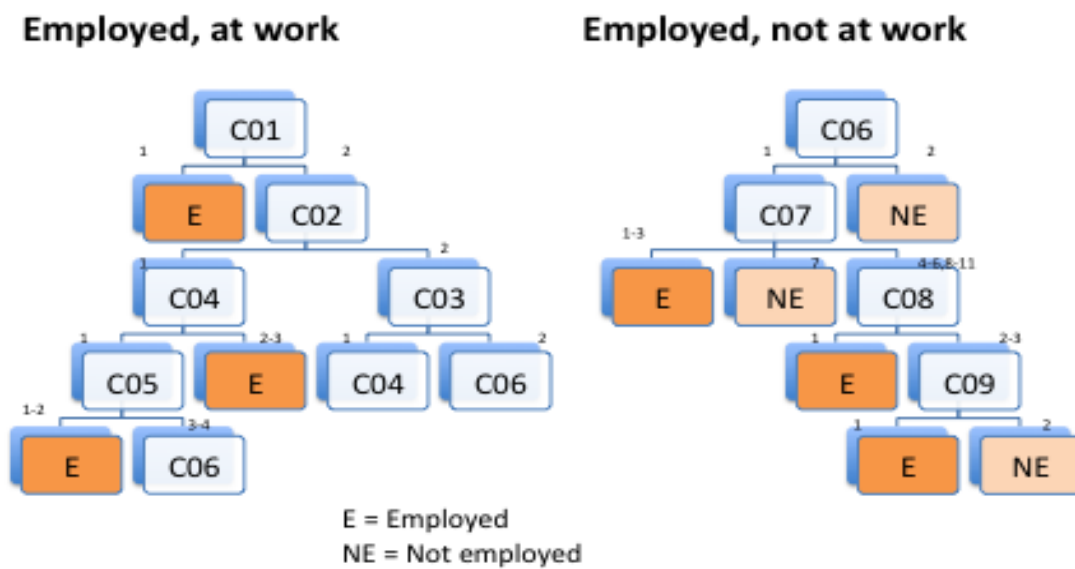 Employed, at work
Employed, not at work
C01
C06
1
2
1
2
E
C02
C07
NE
1
2
1-3
7
4-6,8-11
C04
C03
E
NE
C08
1
2-3
1
2
1
2-3
C05
E
C04
C06
E
C09
1-2
3-4
1
2
E
C06
E
NE
E = Employed
NE = Not employed